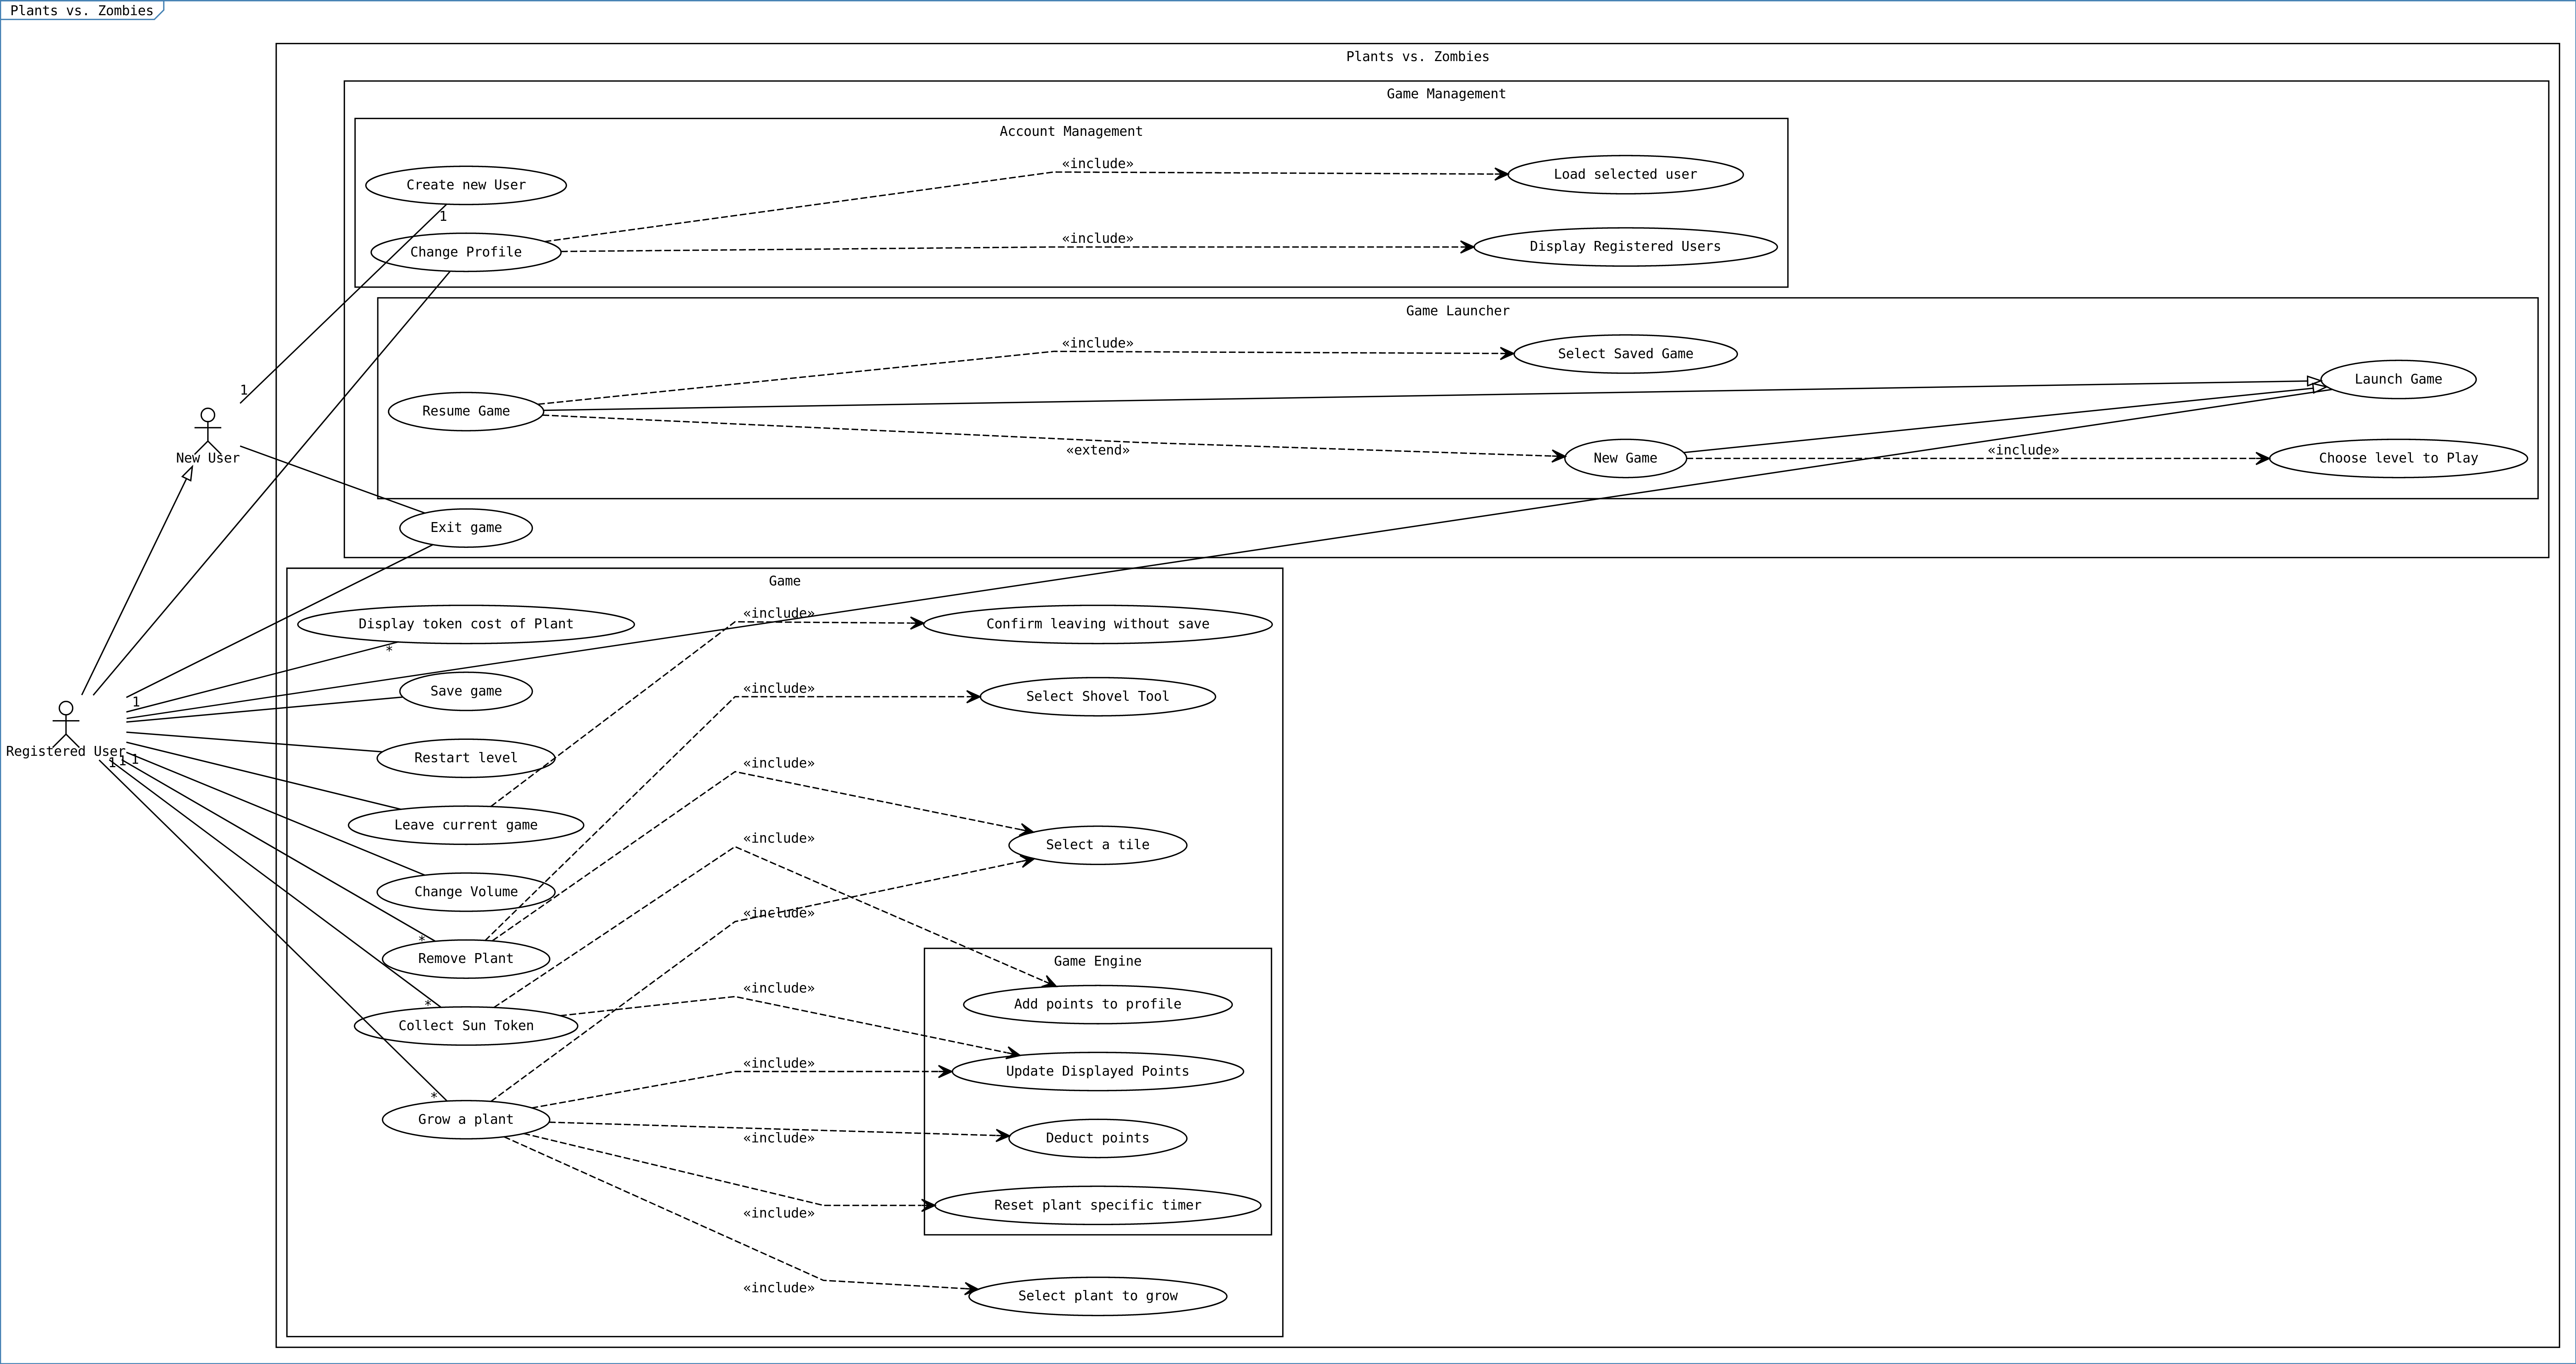 Plants vs. Zombies
Plants vs. Zombies
Game Management
Account Management
«include»
Create new User
Load selected user
1
«include»
Change Profile
Display Registered Users
Game Launcher
«include»
Select Saved Game
Launch Game
1
Resume Game
«extend»
New Game
«include»
Choose level to Play
New User
Exit game
Game
«include»
Display token cost of Plant
Confirm leaving without save
*
«include»
Save game
Select Shovel Tool
1
Registered User
Restart level
1
1
1
«include»
Leave current game
«include»
Select a tile
Change Volume
«include»
*
Remove Plant
Game Engine
«include»
*
Add points to profile
Collect Sun Token
«include»
Update Displayed Points
*
Grow a plant
«include»
Deduct points
«include»
Reset plant specific timer
«include»
Select plant to grow